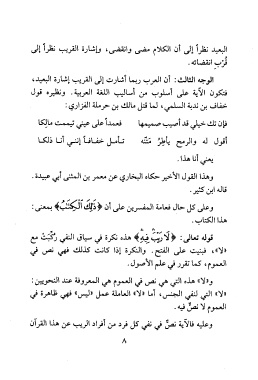 البعيد نظراً إلى أن الكلام مضى وانقضى، وإشارة القريب نظراً إلى
قُرْبِ انقضائه.
الوجه الثالث: أن العرب ربما أشارت إلى القريب إشارة البعيد،
فتكون الآية على أسلوب من أساليب اللغة العربية. ونظيره قول
خفاف بن ندبة السلمي، لما قتل مالك بن حرملة الفزاري:
فإن تك خيلي قد أصيب صميمها فعمداً على عيني تيممت مالكا
أقول له والرمح يأطِرُ مَتْنَه تأمل خفافاً إنني أنا ذلكا
يعني أنا هذا.
وهذا القول الأخير حكاه البخاري عن معمر بن المثنى أبي عبيدة.
قاله ابن كثير.
وعلى كل حال فعامة المفسرين على أن ﴿ذَٰلِكَ ٱلْكِتَٰبُ﴾ بمعنى:
هذا الكتاب.
قوله تعالى: ﴿لَا رَيْبَ فِيهِ﴾ هذه نكرة في سياق النفي ركّبت مع
«لا»، فبنيت على الفتح. والنكرة إذا كانت كذلك فهي نص في
العموم، كما تقرر في علم الأصول.
و«لا» هذه التي هي نص في العموم هي المعروفة عند النحويين:
«لا» التي لنفي الجنس، أما «لا» العاملة عمل «ليس» فهي ظاهرة في
العموم لا نص فيه.
وعليه فالآية نصٌّ في نفي كل فرد من أفراد الريب عن هذا القرآن
٨